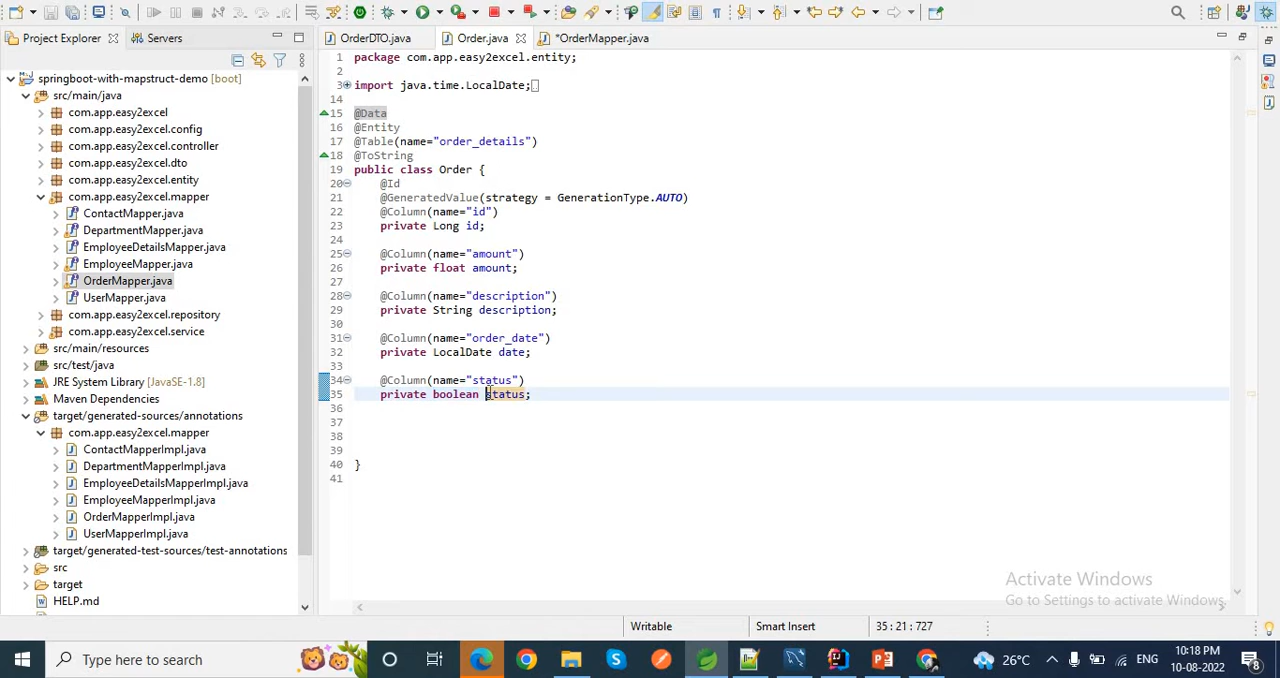 Project Explorer
Servers
springboot-with-mapstruct-demo [boot]
src/main/java
com.app.easy2excel
com.app.easy2excel.config
com.app.easy2excel.controller
com.app.easy2excel.dto
com.app.easy2excel.entity
com.app.easy2excel.mapper
ContactMapper.java
DepartmentMapper.java
EmployeeDetailsMapper.java
EmployeeMapper.java
OrderMapper.java
UserMapper.java
com.app.easy2excel.repository
com.app.easy2excel.service
src/main/resources
src/test/java
JRE System Library [JavaSE-1.8]
Maven Dependencies
target/generated-sources/annotations
com.app.easy2excel.mapper
ContactMapperImpl.java
DepartmentMapperImpl.java
EmployeeDetailsMapperImpl.java
EmployeeMapperImpl.java
OrderMapperImpl.java
UserMapperImpl.java
target/generated-test-sources/test-annotations
src
target
HELP.md
OrderDTO.java
Order.java
*OrderMapper.java
1 package com.app.easy2excel.entity;
2
3 import java.time.LocalDate;
14
15 @Data
16 @Entity
17 @Table(name="order_details")
18 @ToString
19 public class Order {
20 @Id
21 @GeneratedValue(strategy = GenerationType.AUTO)
22 @Column(name="id")
23 private Long id;
24
25 @Column(name="amount")
26 private float amount;
27
28 @Column(name="description")
29 private String description;
30
31 @Column(name="order_date")
32 private LocalDate date;
33
34 @Column(name="status")
35 private boolean status;
36
37
38
39
40 }
41
Activate Windows
Go to Settings to activate Windows.
Writable
Smart Insert
35 : 21 : 727
Type here to search
26°C
ENG
10:18 PM
10-08-2022
8